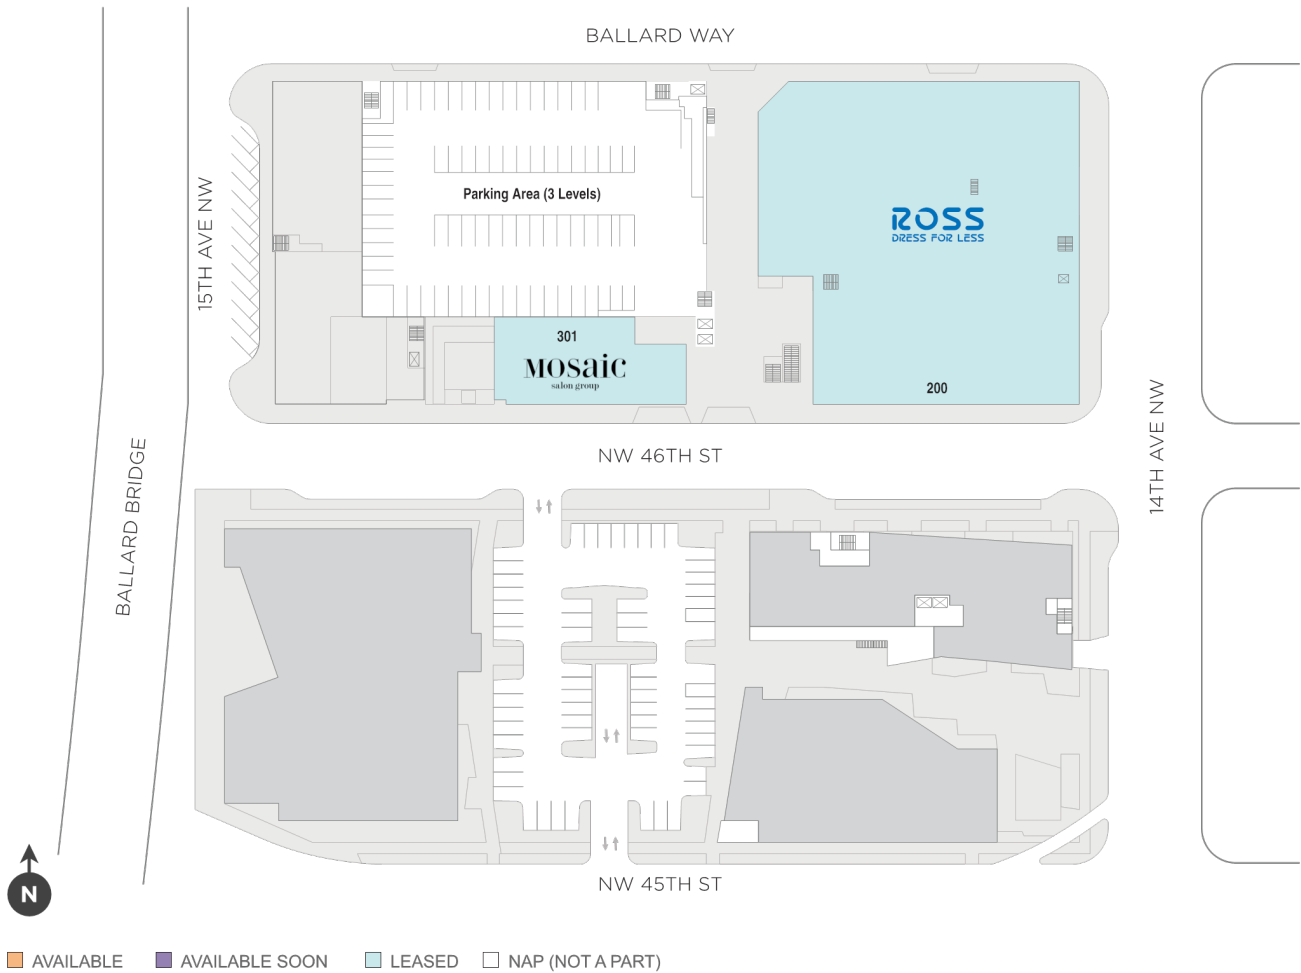 BALLARD WAY
15TH AVE NW
Parking Area (3 Levels)
ROSS
DRESS FOR LESS
301
MOSAIC
salon group
200
NW 46TH ST
14TH AVE NW
BALLARD BRIDGE
NW 45TH ST
N
AVAILABLE
AVAILABLE SOON
LEASED
NAP (NOT A PART)